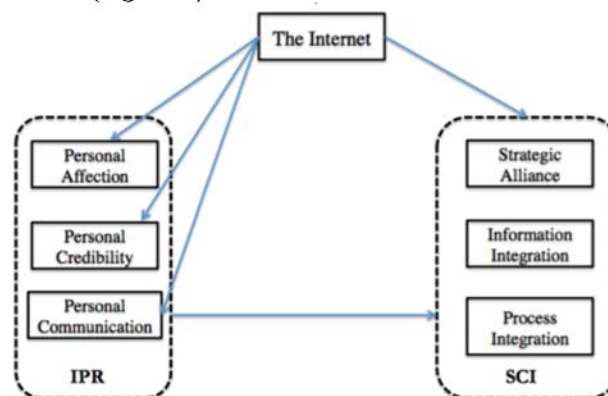 The Internet
Personal
Affection
Personal
Credibility
Personal
Communication
IPR
Strategic
Alliance
Information
Integration
Process
Integration
SCI